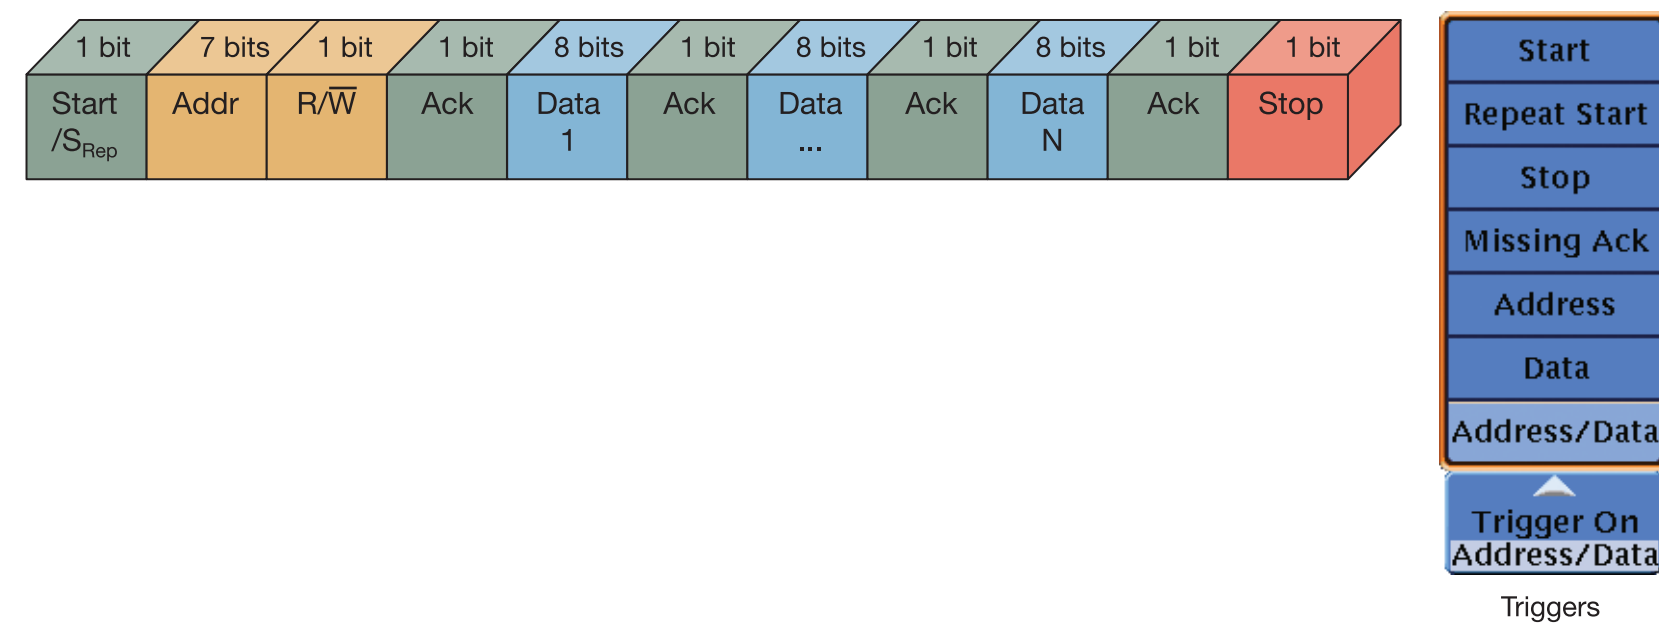 1 bit 7 bits 1 bit 1 bit 8 bits 1 bit 8 bits 1 bit 8 bits 1 bit 1 bit
Start Addr R/W̅ Ack Data Ack Data Ack Data Ack Stop
/SRep 1 ... N
Start
Repeat Start
Stop
Missing Ack
Address
Data
Address/Data
Trigger On
Address/Data
Triggers